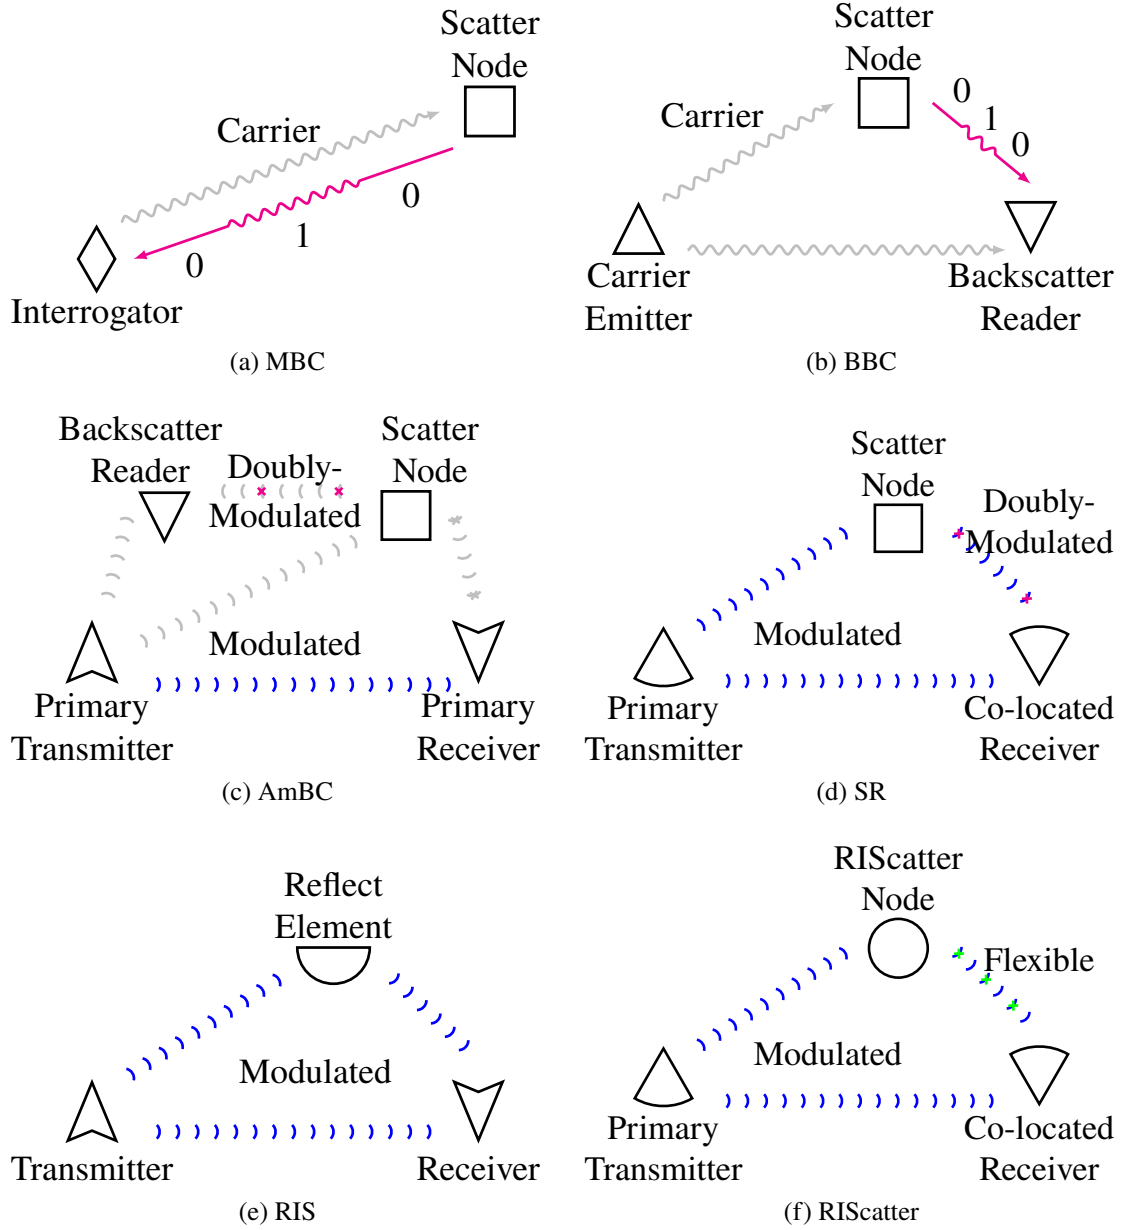 Scatter
Node
Carrier
0
1
0
Interrogator
(a) MBC
Scatter
Node
Carrier
0
1
0
Carrier
Emitter
Backscatter
Reader
(b) BBC
Backscatter
Reader
Doubly-
Modulated
Scatter
Node
Modulated
Primary
Transmitter
Primary
Receiver
(c) AmBC
Scatter
Node
Doubly-
Modulated
Modulated
Primary
Transmitter
Co-located
Receiver
(d) SR
Reflect
Element
Modulated
Transmitter
Receiver
(e) RIS
RIScatter
Node
Flexible
Modulated
Primary
Transmitter
Co-located
Receiver
(f) RIScatter